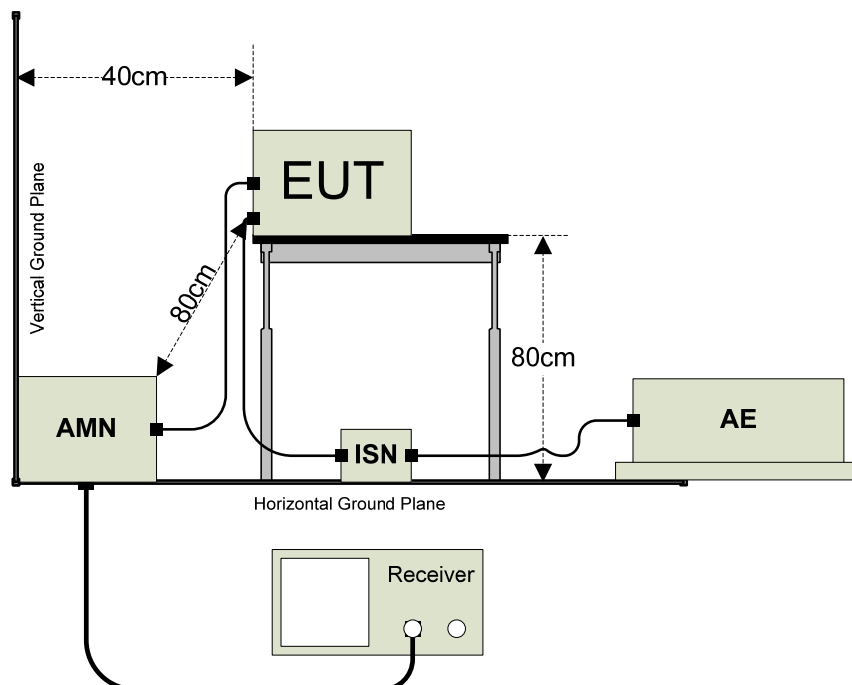 40cm
EUT
Vertical Ground Plane
80cm
80cm
AMN
ISN
AE
Horizontal Ground Plane
Receiver